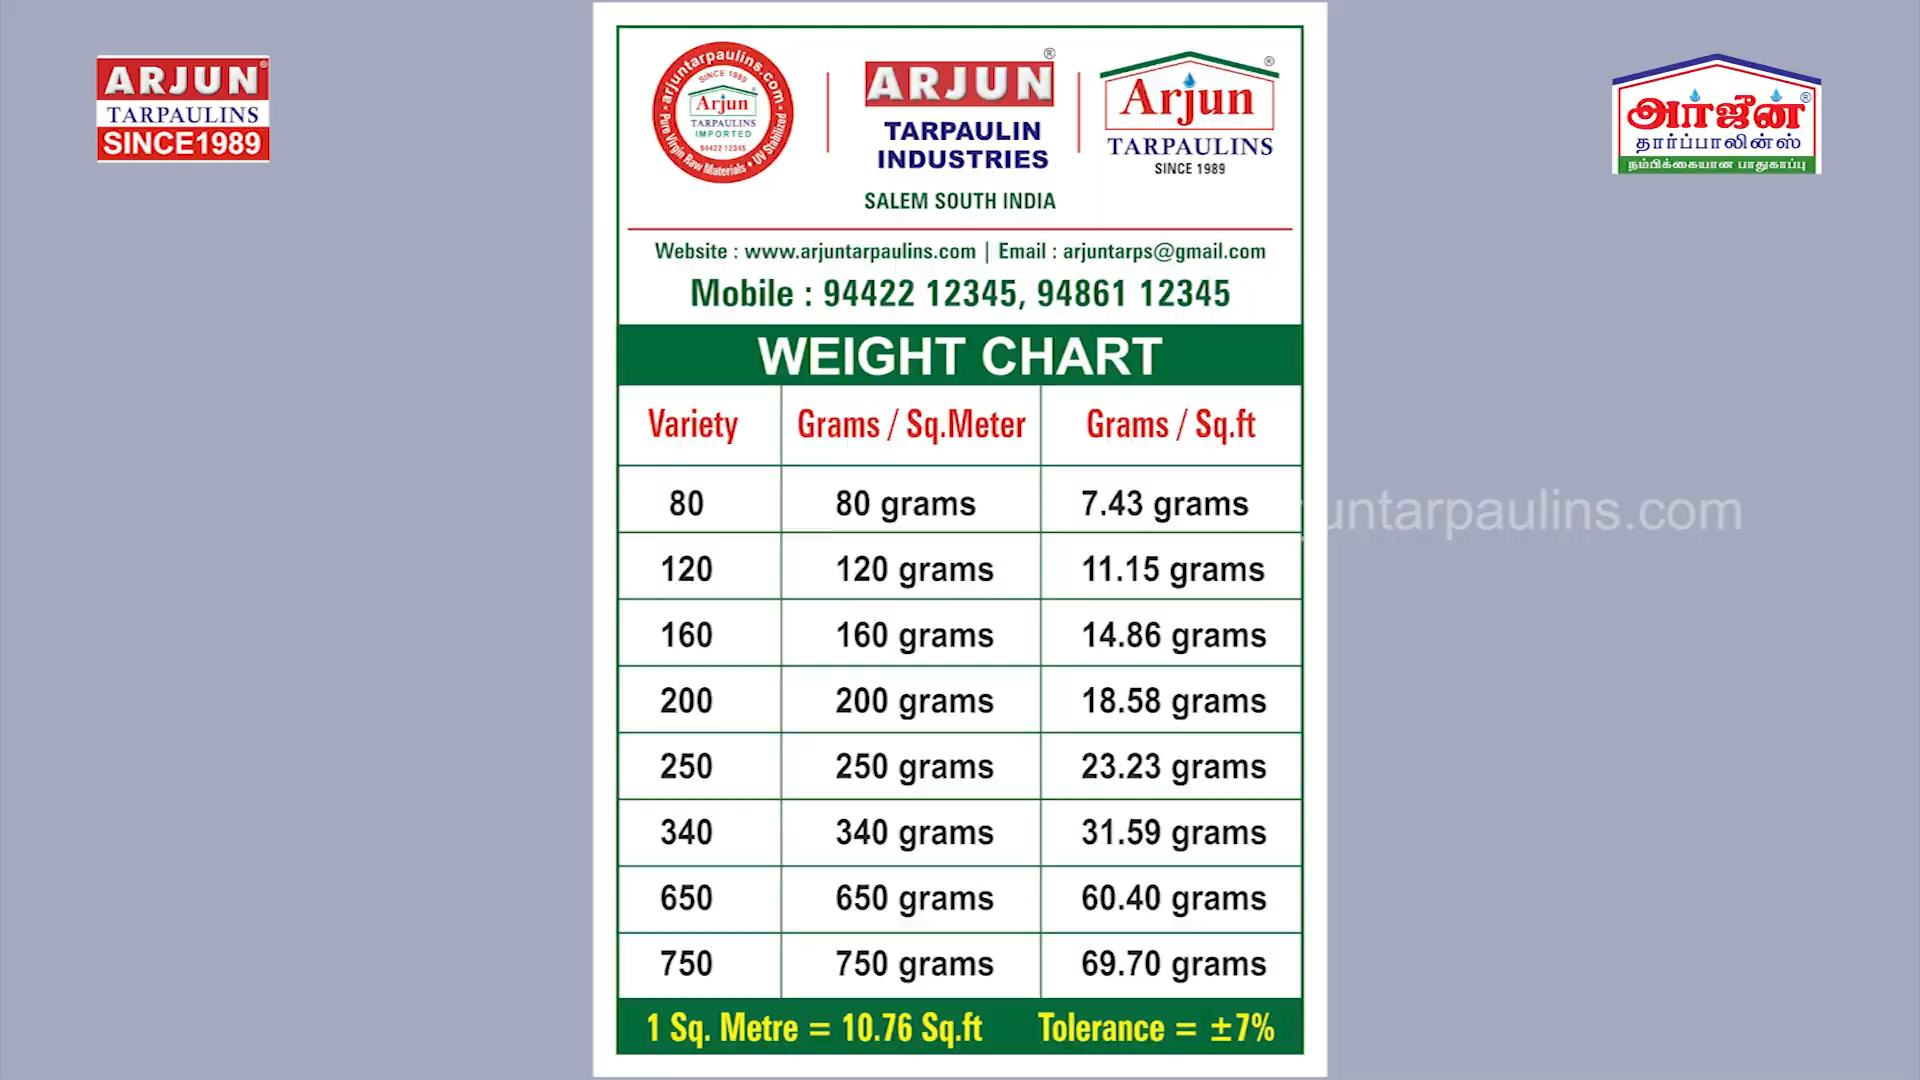 ARJUN
TARPAULINS
SINCE1989
arjuntarpaulins.com
SINCE 1989
Arjun
TARPAULINS
IMPORTED
94422 12345
Pure Virgin Raw Materials • UV Stabilized
ARJUN®
TARPAULIN
INDUSTRIES
SALEM SOUTH INDIA
Arjun®
TARPAULINS
SINCE 1989
அர்ஜீன்®
தார்ப்பாலின்ஸ்
நம்பிக்கையான பாதுகாப்பு
Website : www.arjuntarpaulins.com | Email : arjuntarps@gmail.com
Mobile : 94422 12345, 94861 12345
WEIGHT CHART
Variety Grams / Sq.Meter Grams / Sq.ft
80 80 grams 7.43 grams
untarpaulins.com
120 120 grams 11.15 grams
160 160 grams 14.86 grams
200 200 grams 18.58 grams
250 250 grams 23.23 grams
340 340 grams 31.59 grams
650 650 grams 60.40 grams
750 750 grams 69.70 grams
1 Sq. Metre = 10.76 Sq.ft Tolerance = ±7%